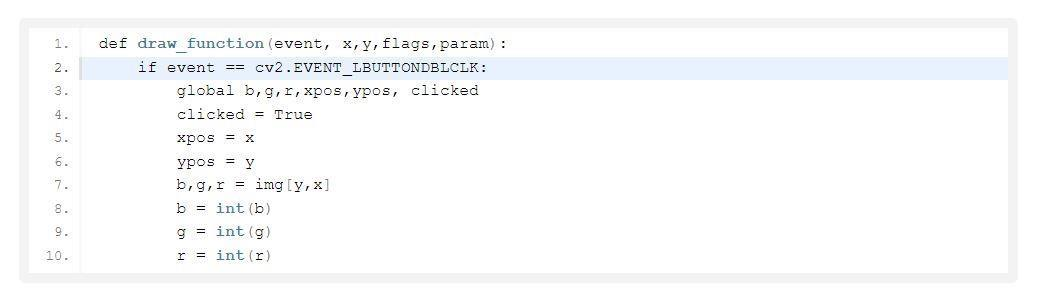 1. def draw_function(event, x,y,flags,param):
2. if event == cv2.EVENT_LBUTTONDBLCLK:
3. global b,g,r,xpos,ypos, clicked
4. clicked = True
5. xpos = x
6. ypos = y
7. b,g,r = img[y,x]
8. b = int(b)
9. g = int(g)
10. r = int(r)